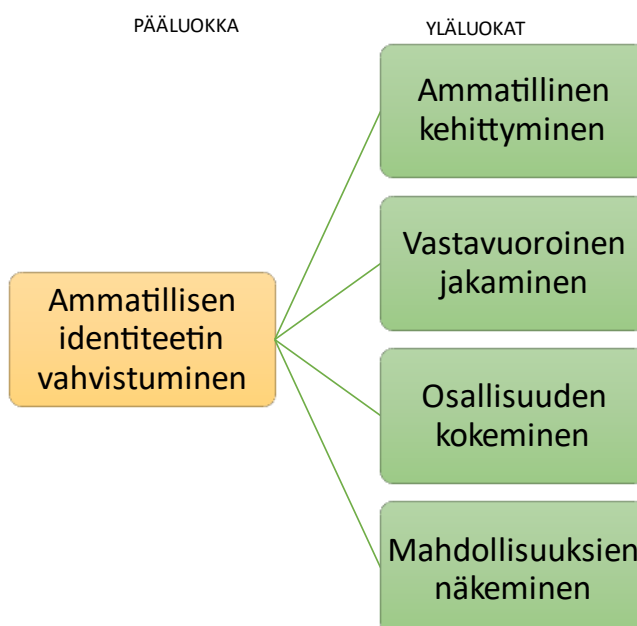 PÄÄLUOKKA
YLÄLUOKAT
Ammatillinen
kehittyminen
Vastavuoroinen
jakaminen
Ammatillisen
identiteetin
vahvistuminen
Osallisuuden
kokeminen
Mahdollisuuksien
näkeminen